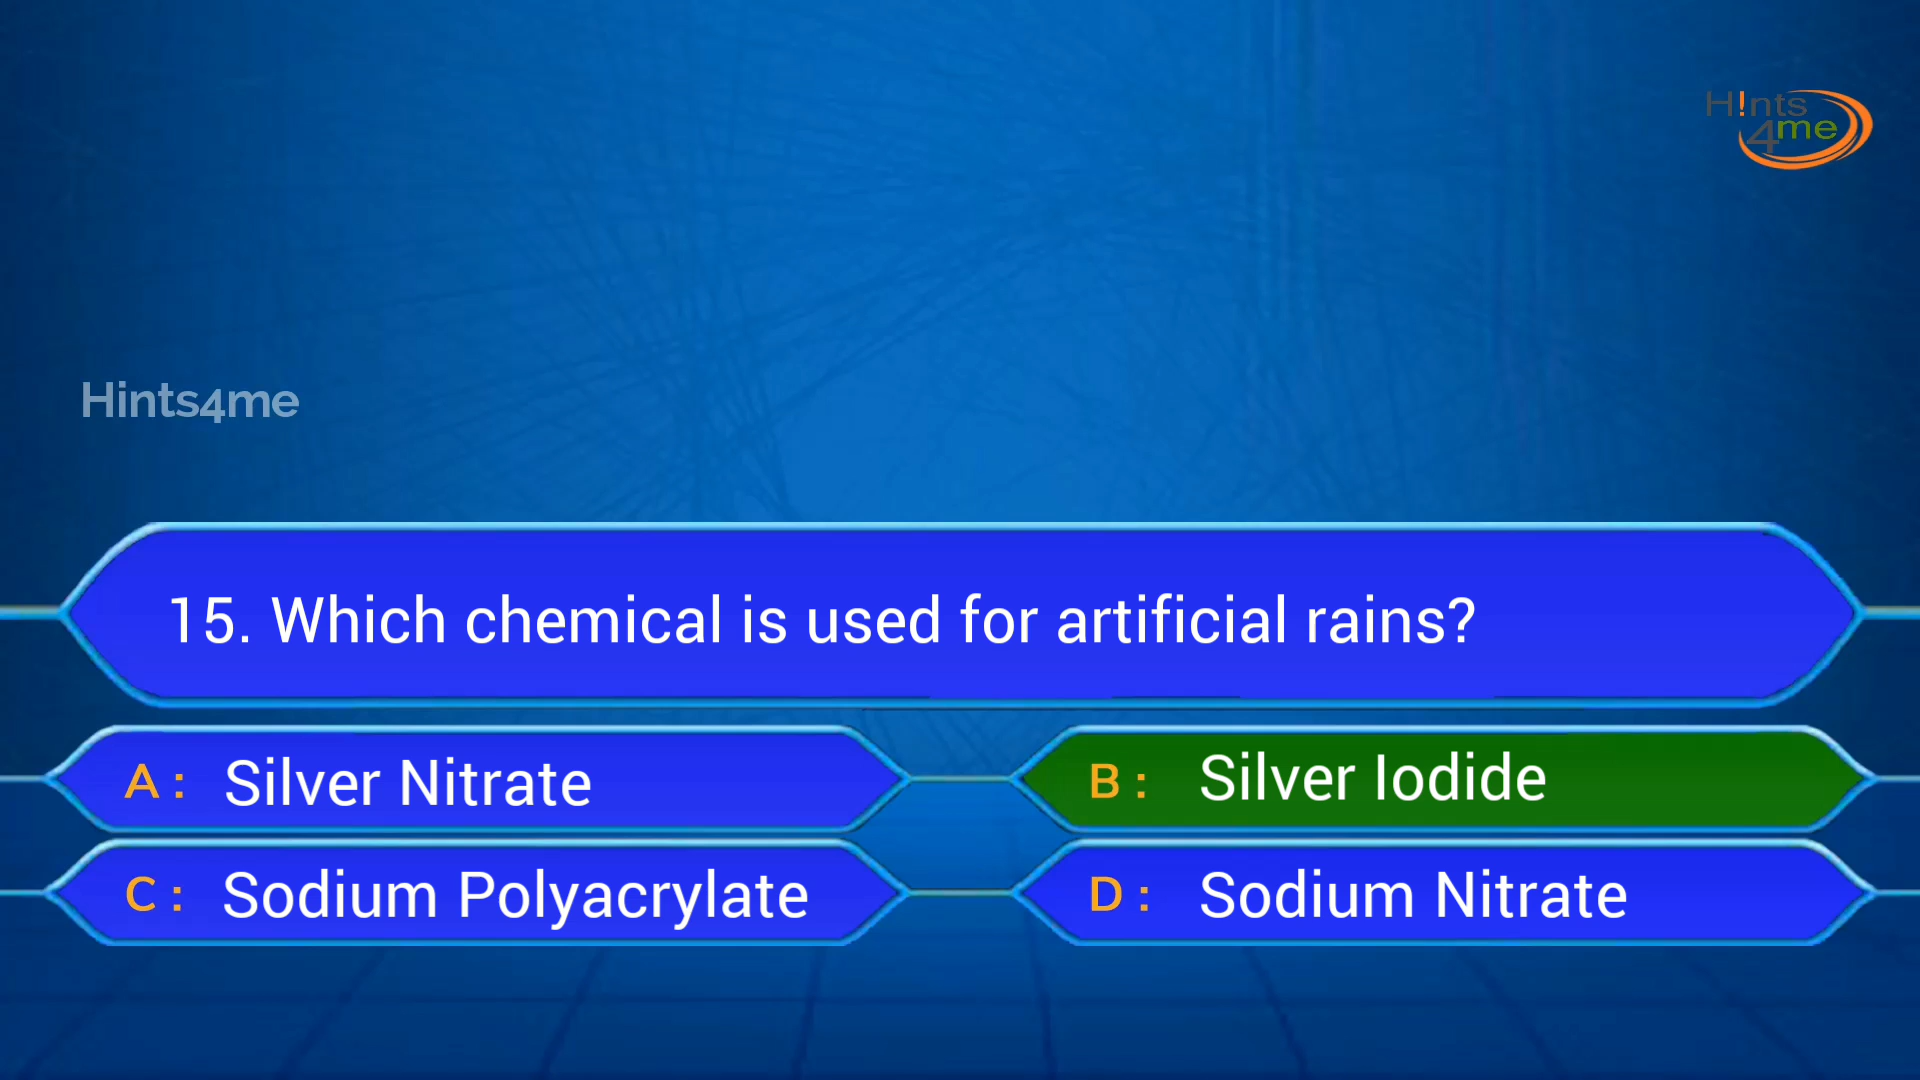 H!nts
4me
Hints4me
15. Which chemical is used for artificial rains?
A : Silver Nitrate
B : Silver Iodide
C : Sodium Polyacrylate
D : Sodium Nitrate